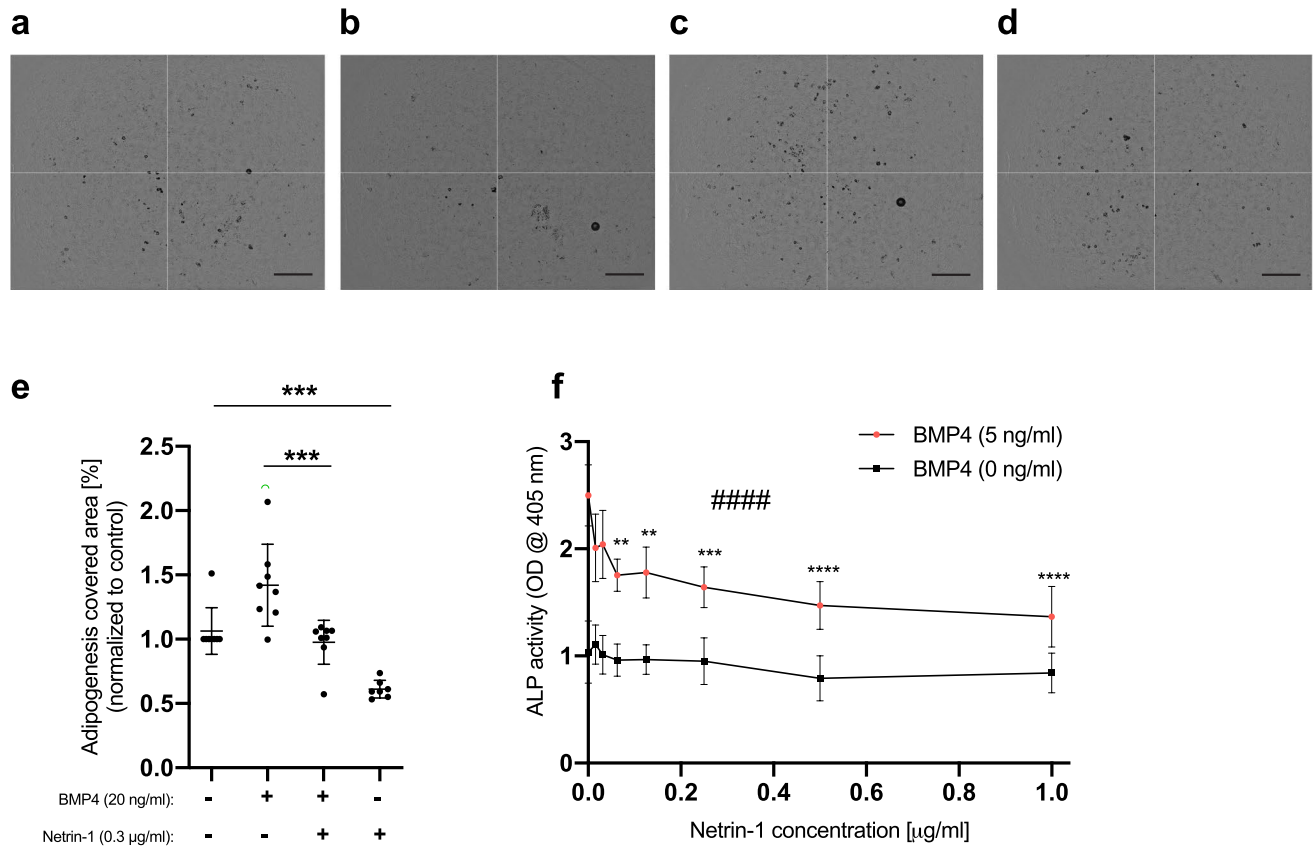 a
b
c
d
e
f
***
***
2.5
2.0
1.5
1.0
0.5
0.0
Adipogenesis covered area [%]
(normalized to control)
BMP4 (20 ng/ml): - + + -
Netrin-1 (0.3 µg/ml): - - + +
BMP4 (5 ng/ml)
BMP4 (0 ng/ml)
####
** ** *** **** ****
3
2
1
0
ALP activity (OD @ 405 nm)
0.0 0.2 0.4 0.6 0.8 1.0
Netrin-1 concentration [µg/ml]